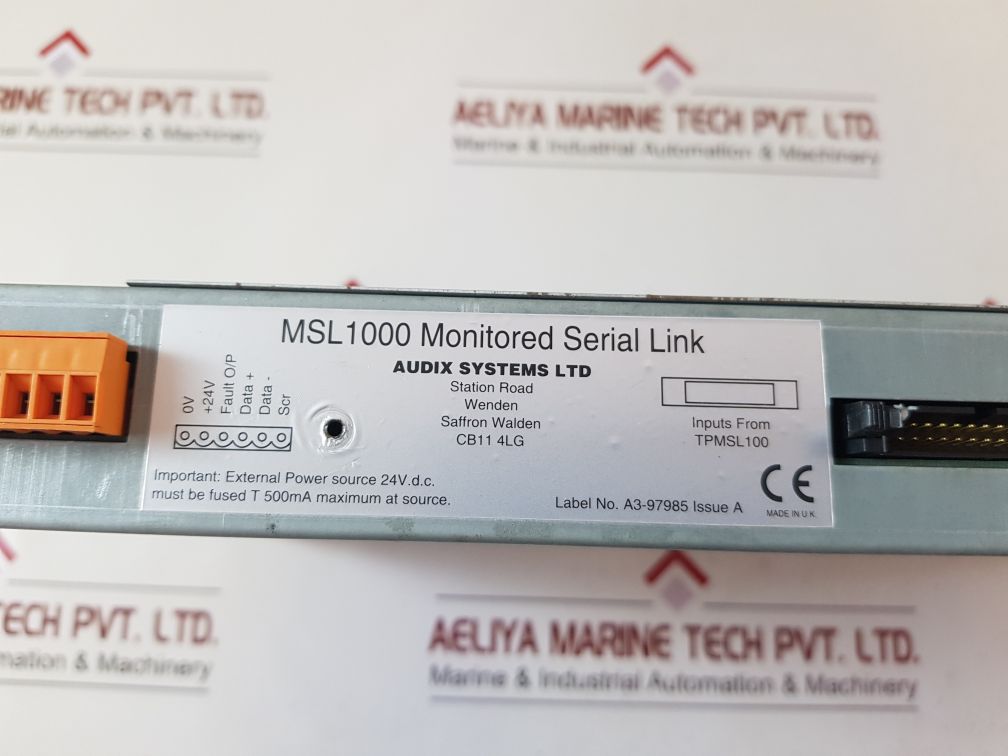 RINE TECH PVT. LTD.
ial Automation & Machinery
AELIYA MARINE TECH PVT. LTD.
Marine & Industrial Automation & Machinery
MSL1000 Monitored Serial Link
AUDIX SYSTEMS LTD
Station Road
Wenden
Saffron Walden
CB11 4LG
0V
+24V
Fault O/P
Data +
Data -
Scr
Inputs From
TPMSL100
Important: External Power source 24V.d.c.
must be fused T 500mA maximum at source.
Label No. A3-97985 Issue A
CE
MADE IN U.K.
ECH PVT. LTD.
mation & Machinery
AELIYA MARINE TECH PVT. LTD.
Marine & Industrial Automation & Machinery